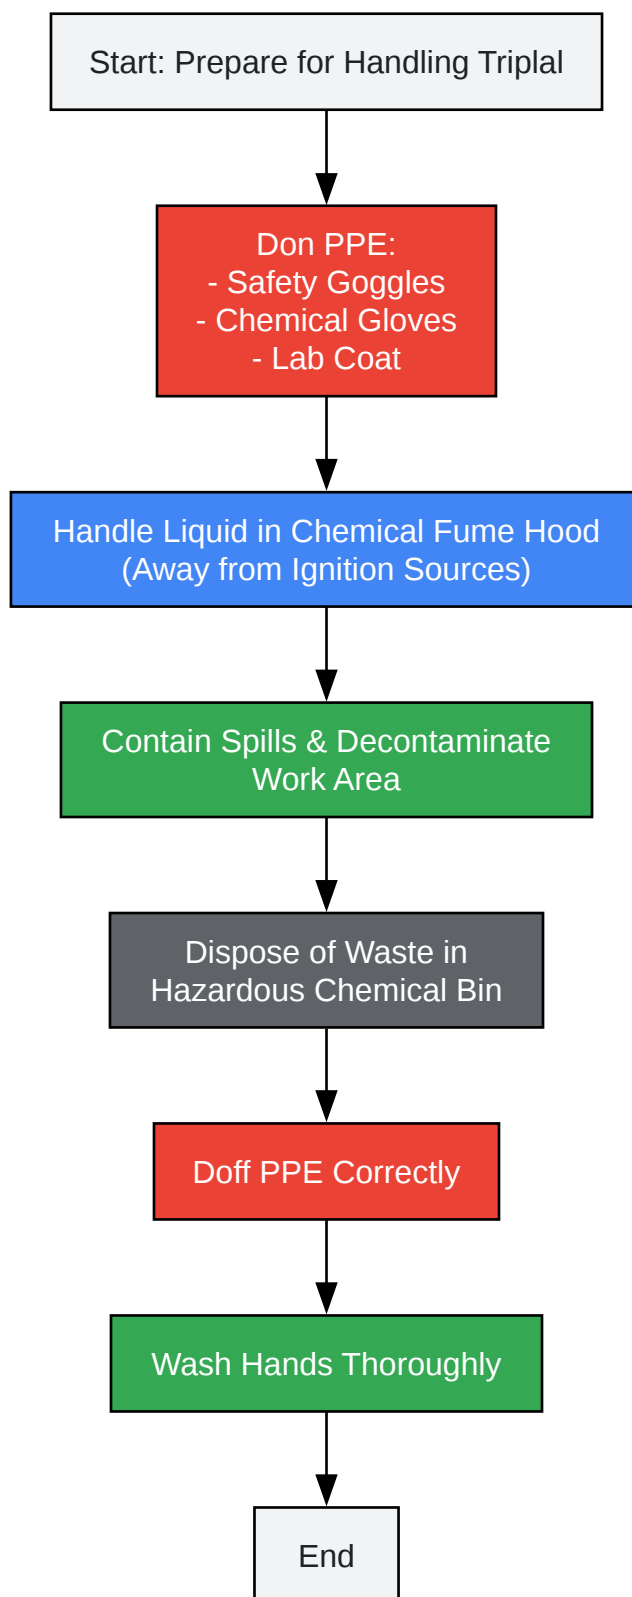 Start: Prepare for Handling Triplal
Don PPE:
- Safety Goggles
- Chemical Gloves
- Lab Coat
Handle Liquid in Chemical Fume Hood
(Away from Ignition Sources)
Contain Spills & Decontaminate
Work Area
Dispose of Waste in
Hazardous Chemical Bin
Doff PPE Correctly
Wash Hands Thoroughly
End